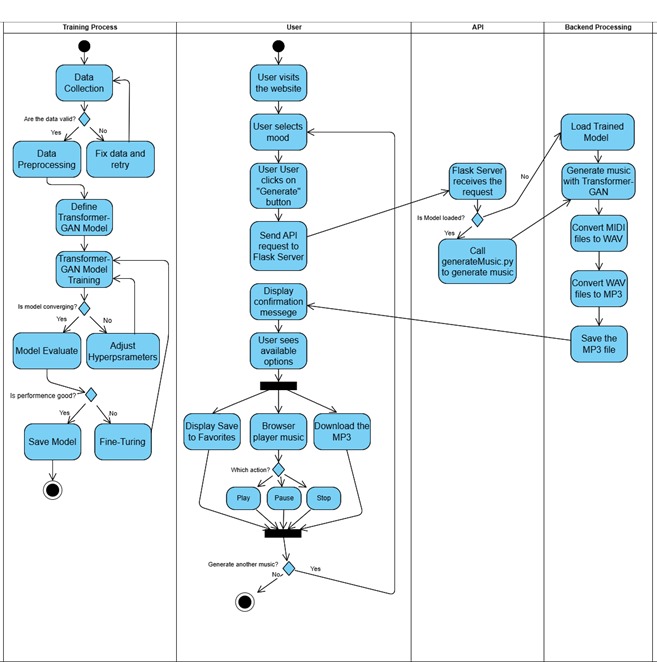 Training Process
User
API
Backend Processing
Data
Collection
Are the data valid?
Yes
No
Data
Preprocessing
Fix data and
retry
Define
Transformer-
GAN Model
Transformer-
GAN Model
Training
Is model converging?
Yes
No
Model Evaluate
Adjust
Hyperpsrameters
Is performence good?
Yes
No
Save Model
Fine-Turing
User visits
the website
User selects
mood
User User
clicks on
"Generate"
button
Send API
request to
Flask Server
Display
confirmation
messege
User sees
available
options
Display Save
to Favorites
Browser
player music
Download the
MP3
Which action?
Play
Pause
Stop
Generate another music?
No
Yes
Flask Server
receives the
request
No
Is Model loaded?
Yes
Call
generateMusic.py
to generate music
Load Trained
Model
Generate music
with Transformer-
GAN
Convert MIDI
files to WAV
Convert WAV
files to MP3
Save the
MP3 file